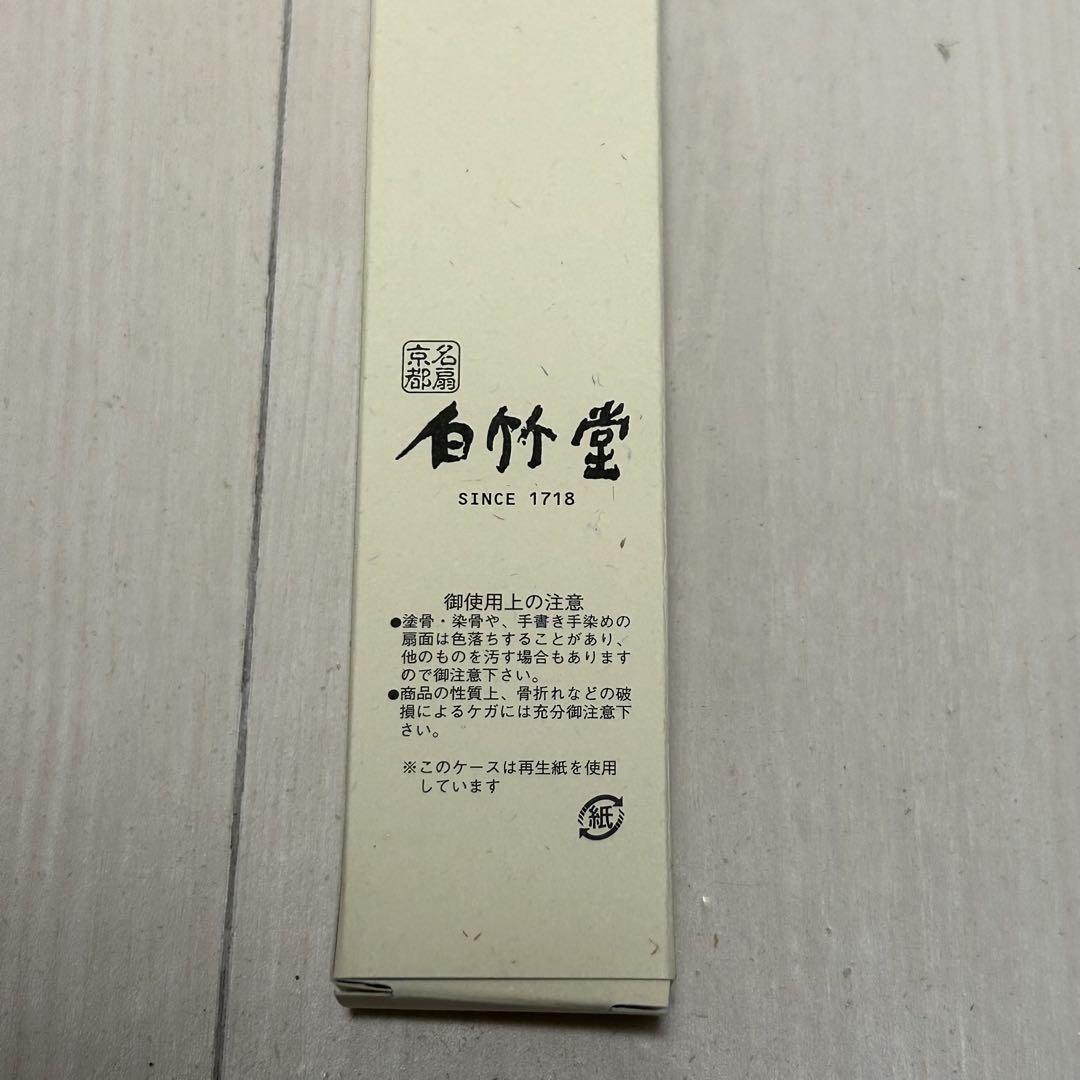 名扇
京都
白竹堂
SINCE 1718
御使用上の注意
●塗骨・染骨や、手書き手染めの
扇面は色落ちすることがあり、
他のものを汚す場合もあります
ので御注意下さい。
●商品の性質上、骨折れなどの破
損によるケガには充分御注意下
さい。
※このケースは再生紙を使用
しています
紙